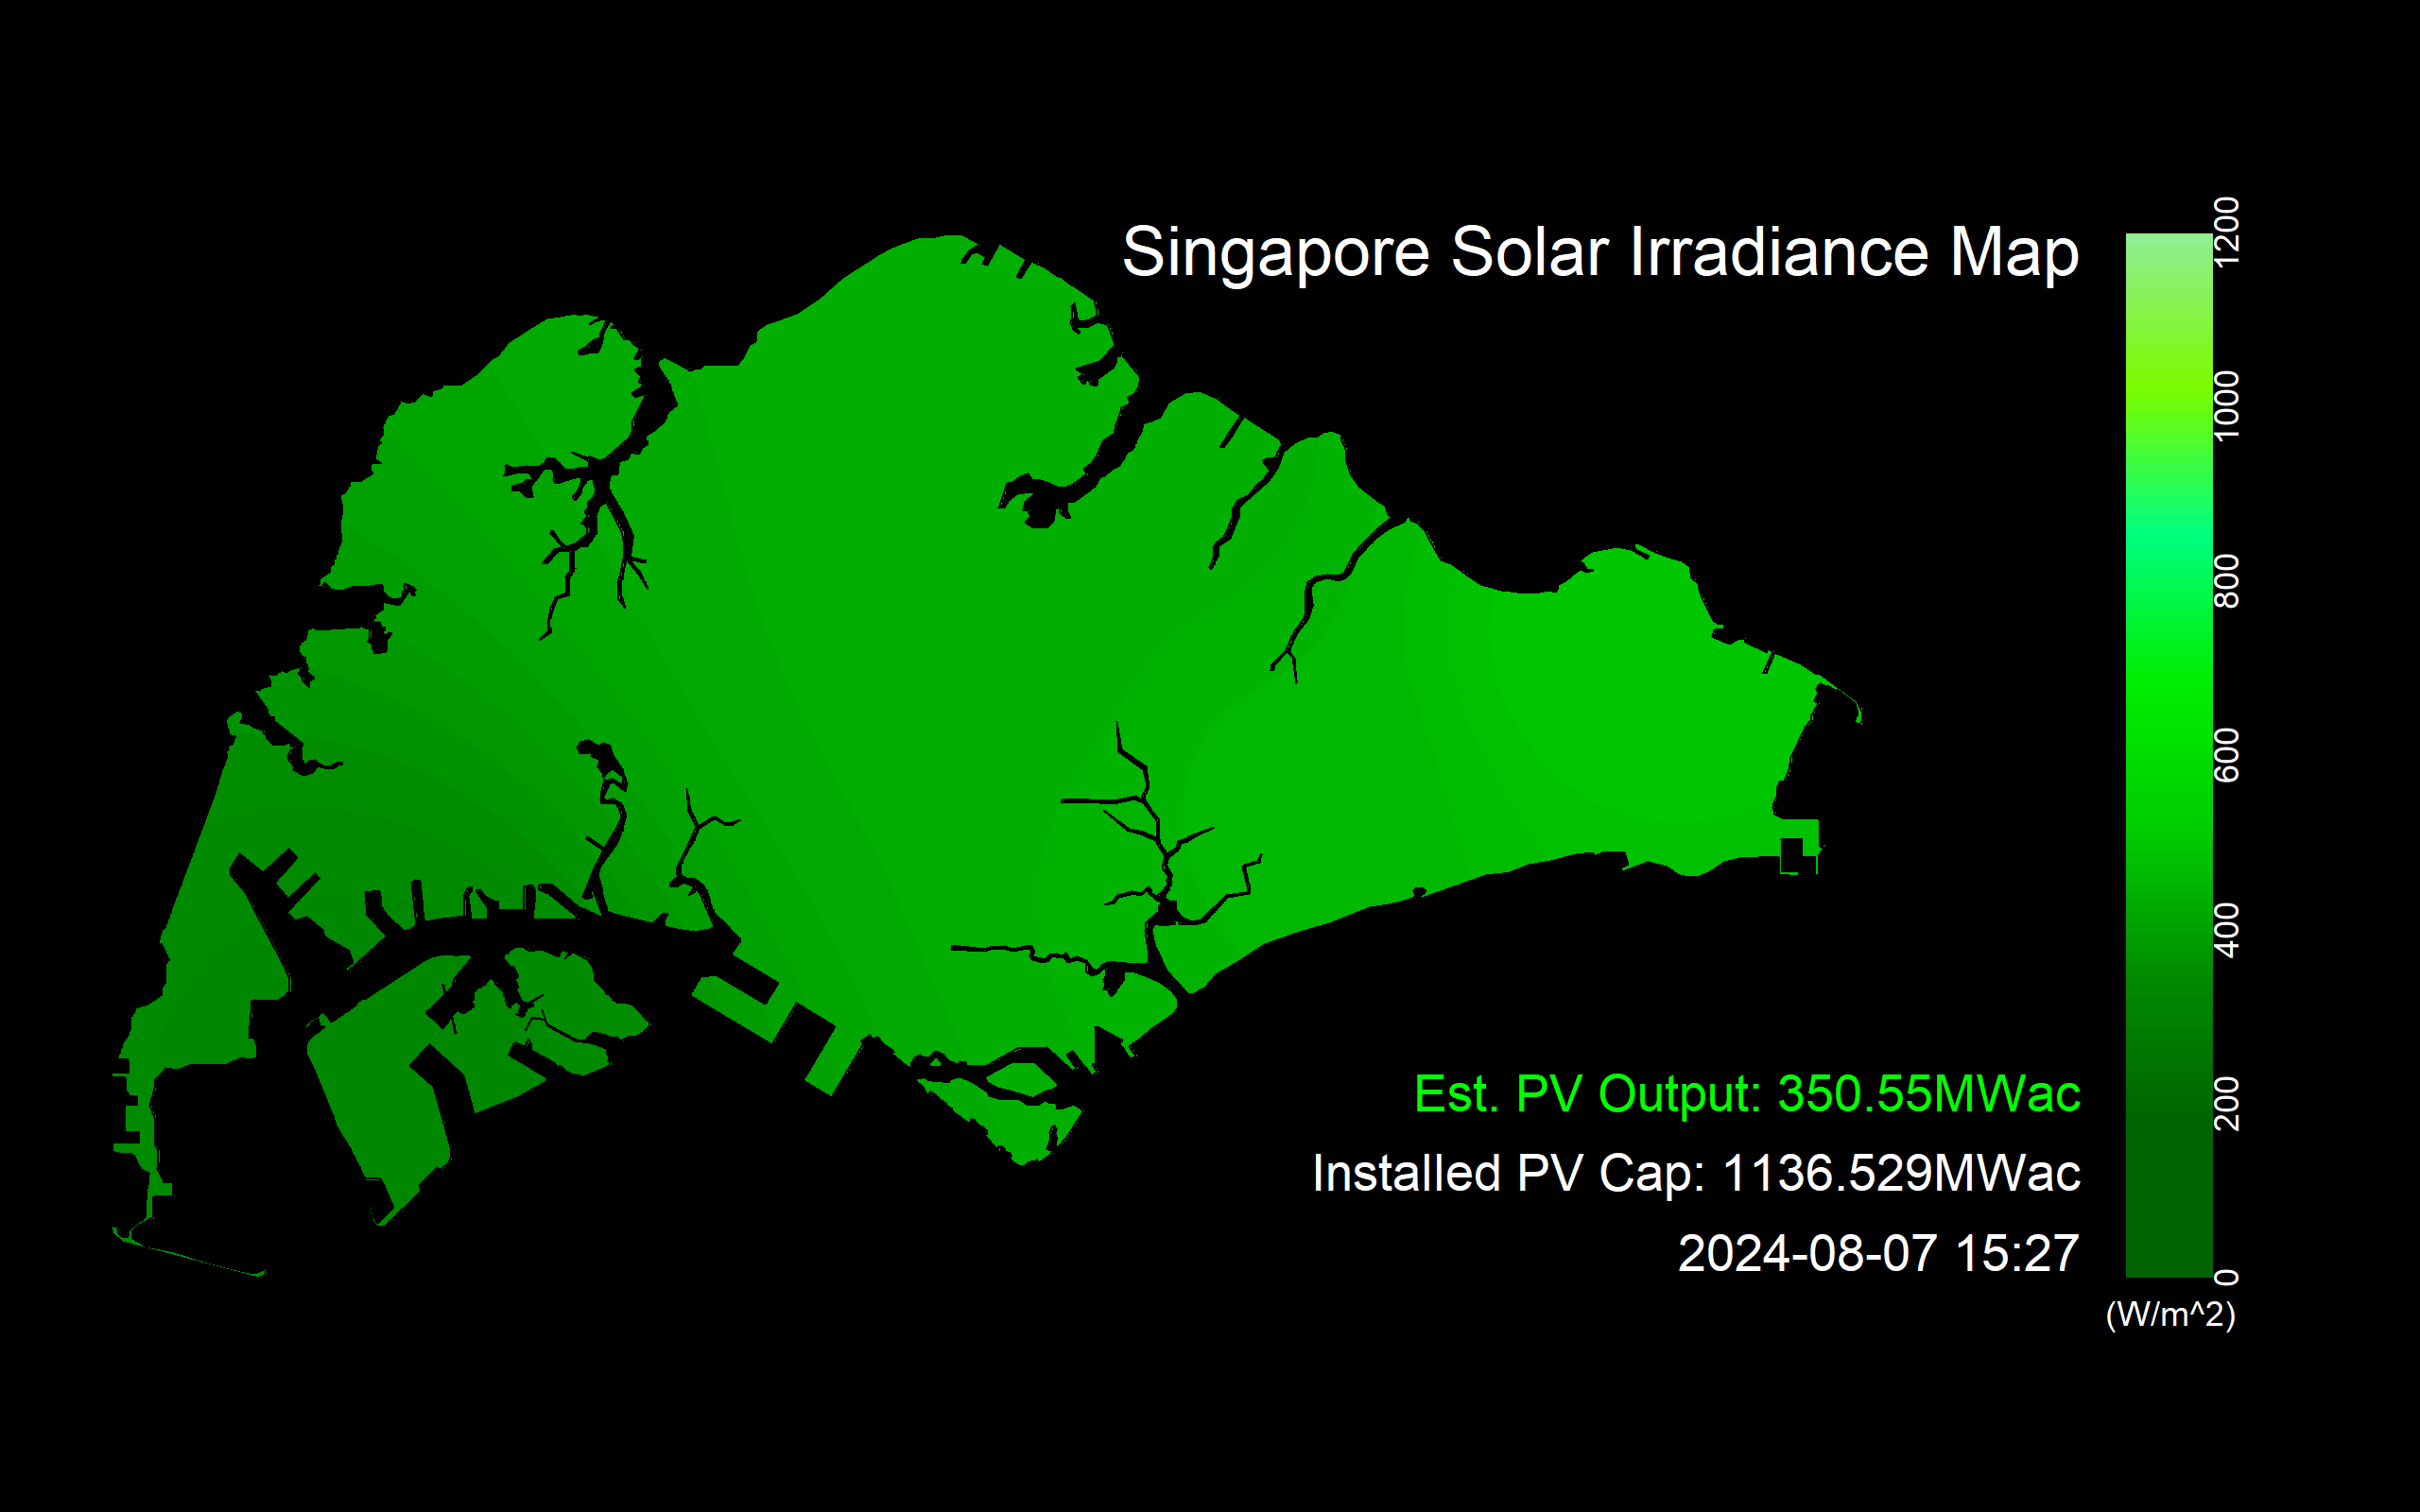 Singapore Solar Irradiance Map
1200
1000
800
600
400
200
0
(W/m^2)
Est. PV Output: 350.55MWac
Installed PV Cap: 1136.529MWac
2024-08-07 15:27